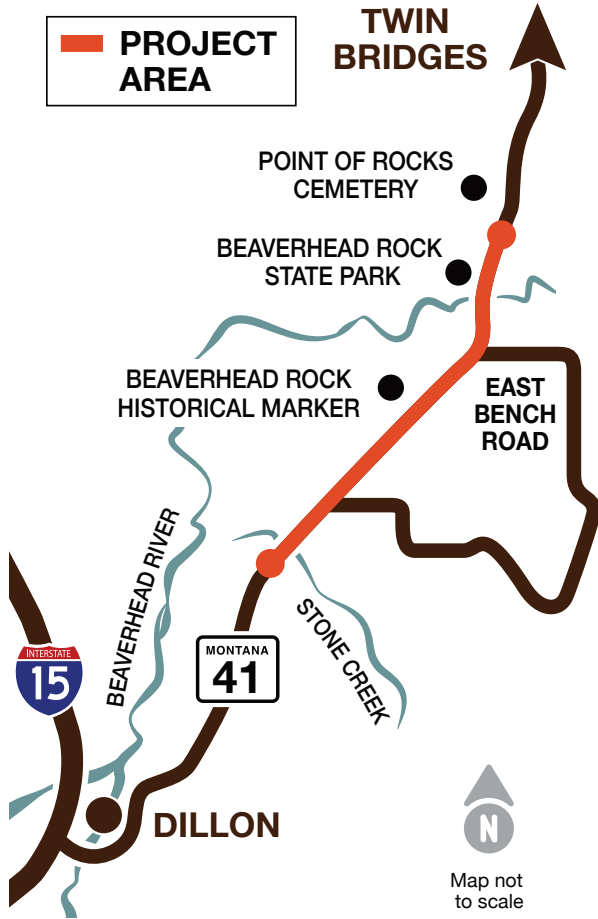 PROJECT
AREA
TWIN
BRIDGES
POINT OF ROCKS
CEMETERY
BEAVERHEAD ROCK
STATE PARK
BEAVERHEAD ROCK
HISTORICAL MARKER
EAST
BENCH
ROAD
BEAVERHEAD RIVER
STONE CREEK
MONTANA
41
INTERSTATE
15
DILLON
N
Map not
to scale